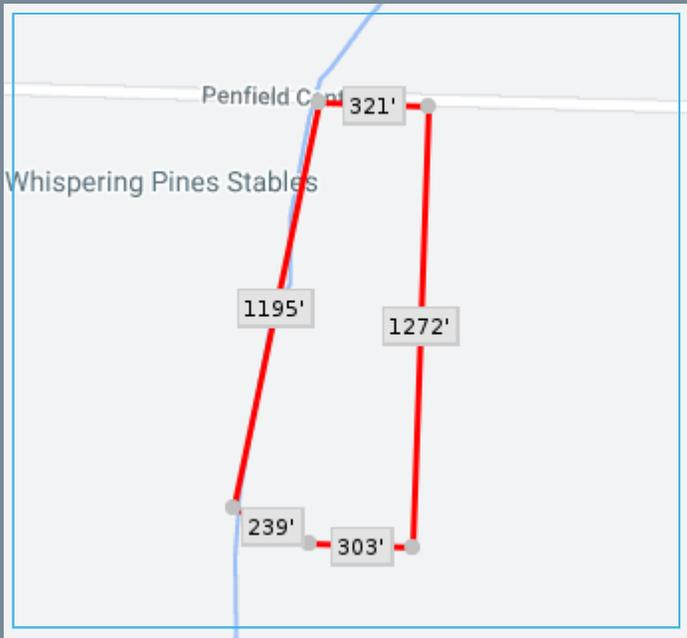 Penfield
321'
Whispering Pines Stables
1195'
1272'
239'
303'